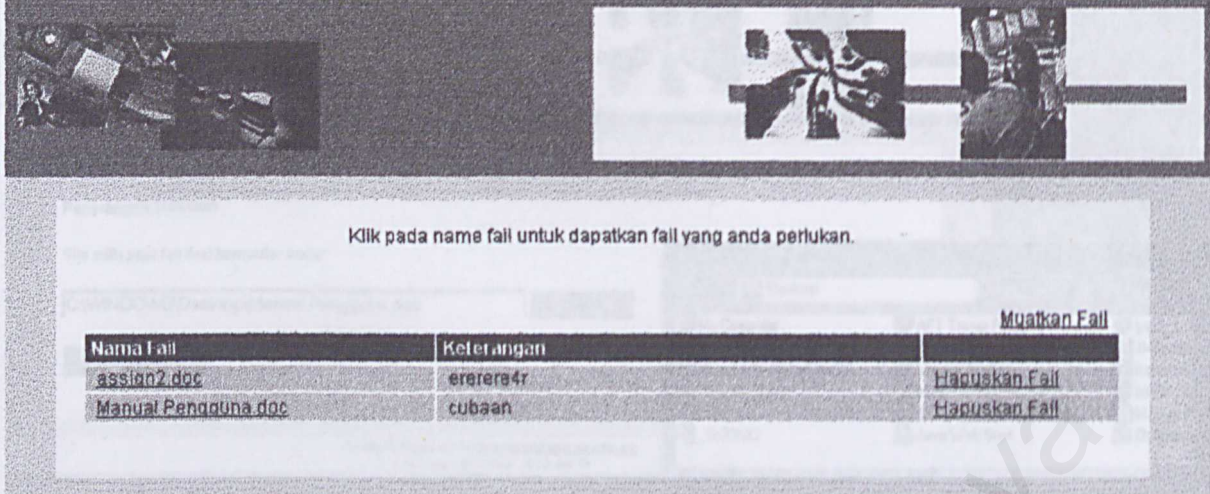 Klik pada name fail untuk dapatkan fail yang anda perlukan.
Muatkan Fail
Nama Fail Keterangan
assign2.doc ererere4r Hapuskan Fail
Manual Pengguna.doc cubaan Hapuskan Fail